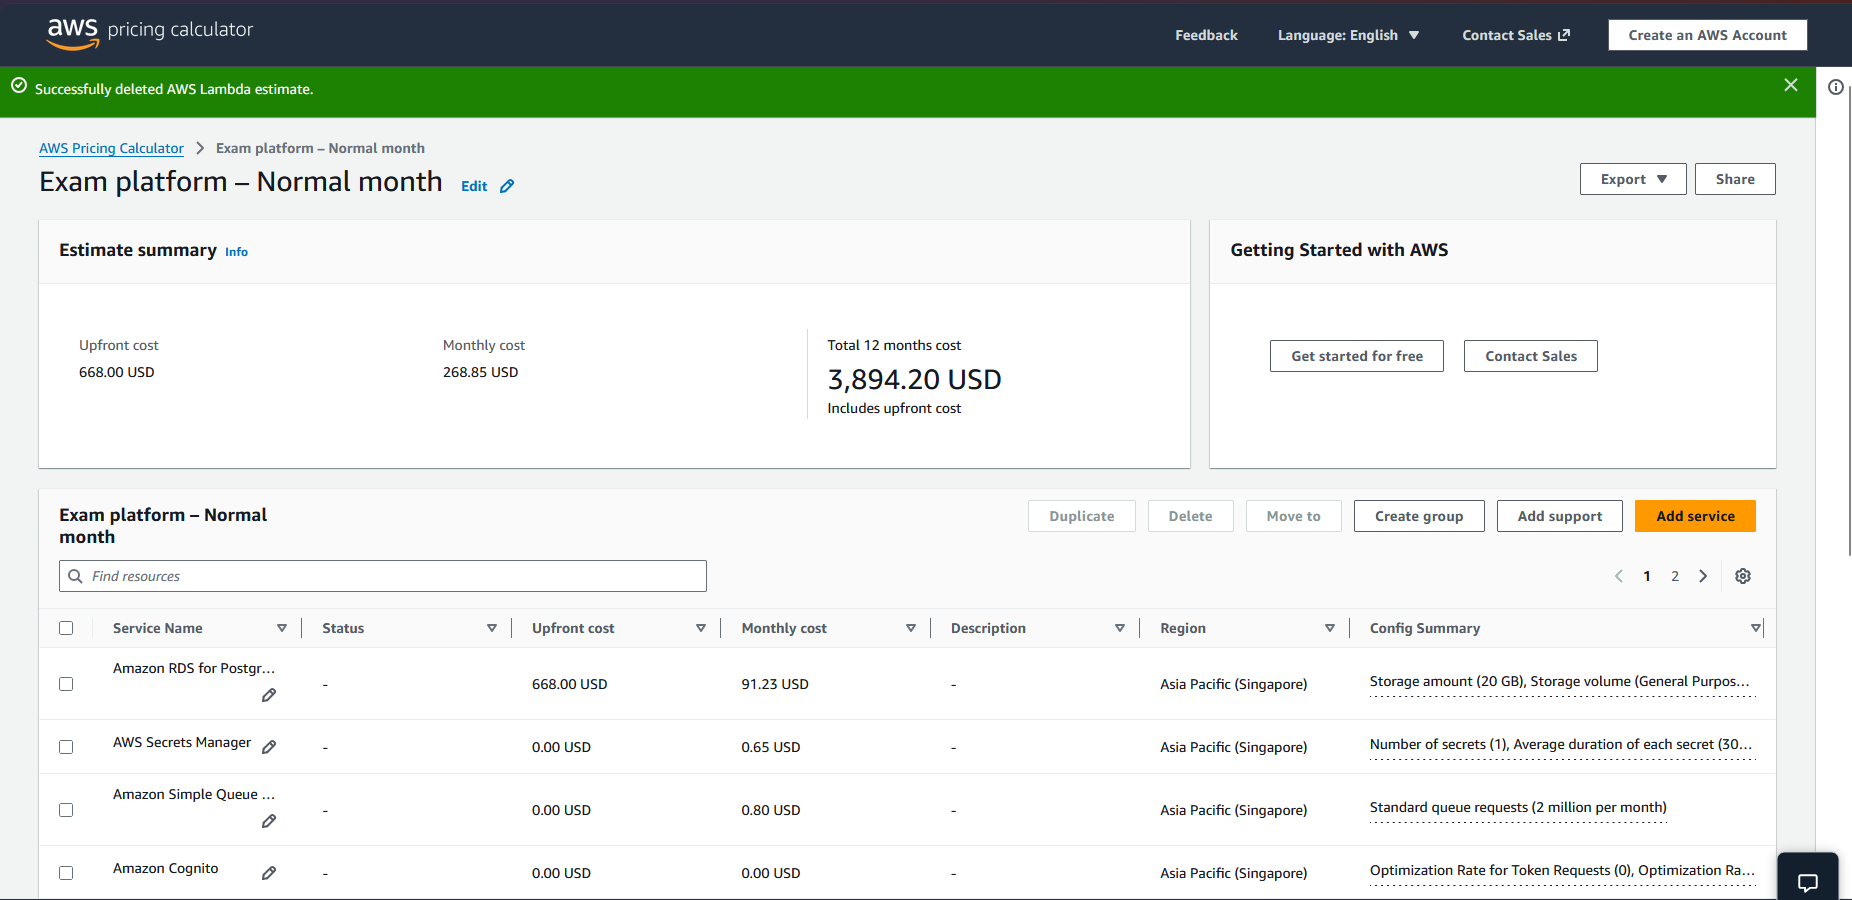 aws pricing calculator
Feedback
Language: English
Contact Sales
Create an AWS Account
Successfully deleted AWS Lambda estimate.
AWS Pricing Calculator
Exam platform – Normal month
Exam platform – Normal month
Edit
Export
Share
Estimate summary Info
Getting Started with AWS
Upfront cost
668.00 USD
Monthly cost
268.85 USD
Total 12 months cost
3,894.20 USD
Includes upfront cost
Get started for free
Contact Sales
Exam platform – Normal
month
Duplicate
Delete
Move to
Create group
Add support
Add service
Find resources
1 2
Service Name Status Upfront cost Monthly cost Description Region Config Summary
Amazon RDS for Postgr... - 668.00 USD 91.23 USD - Asia Pacific (Singapore) Storage amount (20 GB), Storage volume (General Purpos...
AWS Secrets Manager - 0.00 USD 0.65 USD - Asia Pacific (Singapore) Number of secrets (1), Average duration of each secret (30...
Amazon Simple Queue ... - 0.00 USD 0.80 USD - Asia Pacific (Singapore) Standard queue requests (2 million per month)
Amazon Cognito - 0.00 USD 0.00 USD - Asia Pacific (Singapore) Optimization Rate for Token Requests (0), Optimization Ra...